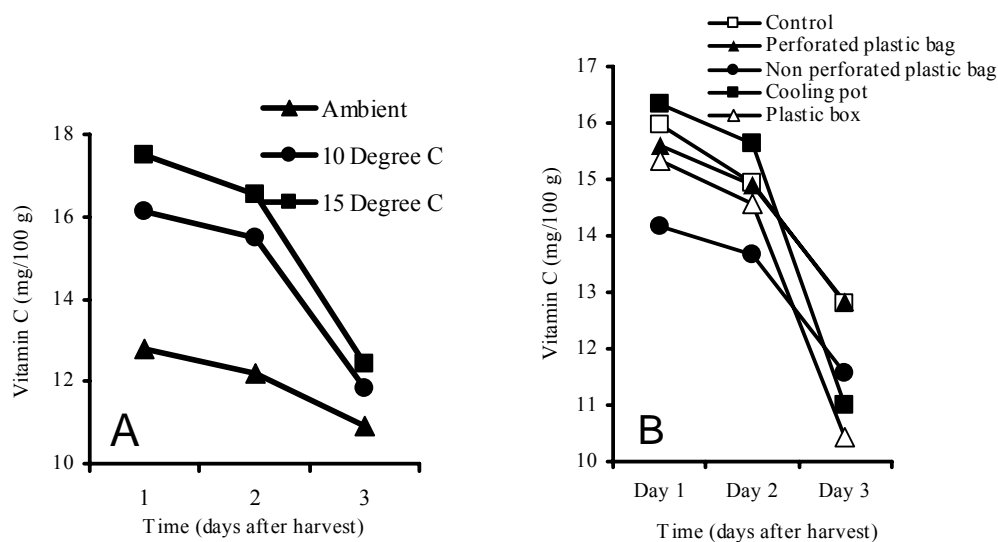 Ambient
10 Degree C
15 Degree C
Vitamin C (mg/100 g)
18
16
14
12
10
A
1 2 3
Time (days after harvest)
Control
Perforated plastic bag
Non perforated plastic bag
Cooling pot
Plastic box
Vitamin C (mg/100 g)
17
16
15
14
13
12
11
10
B
Day 1 Day 2 Day 3
Time (days after harvest)